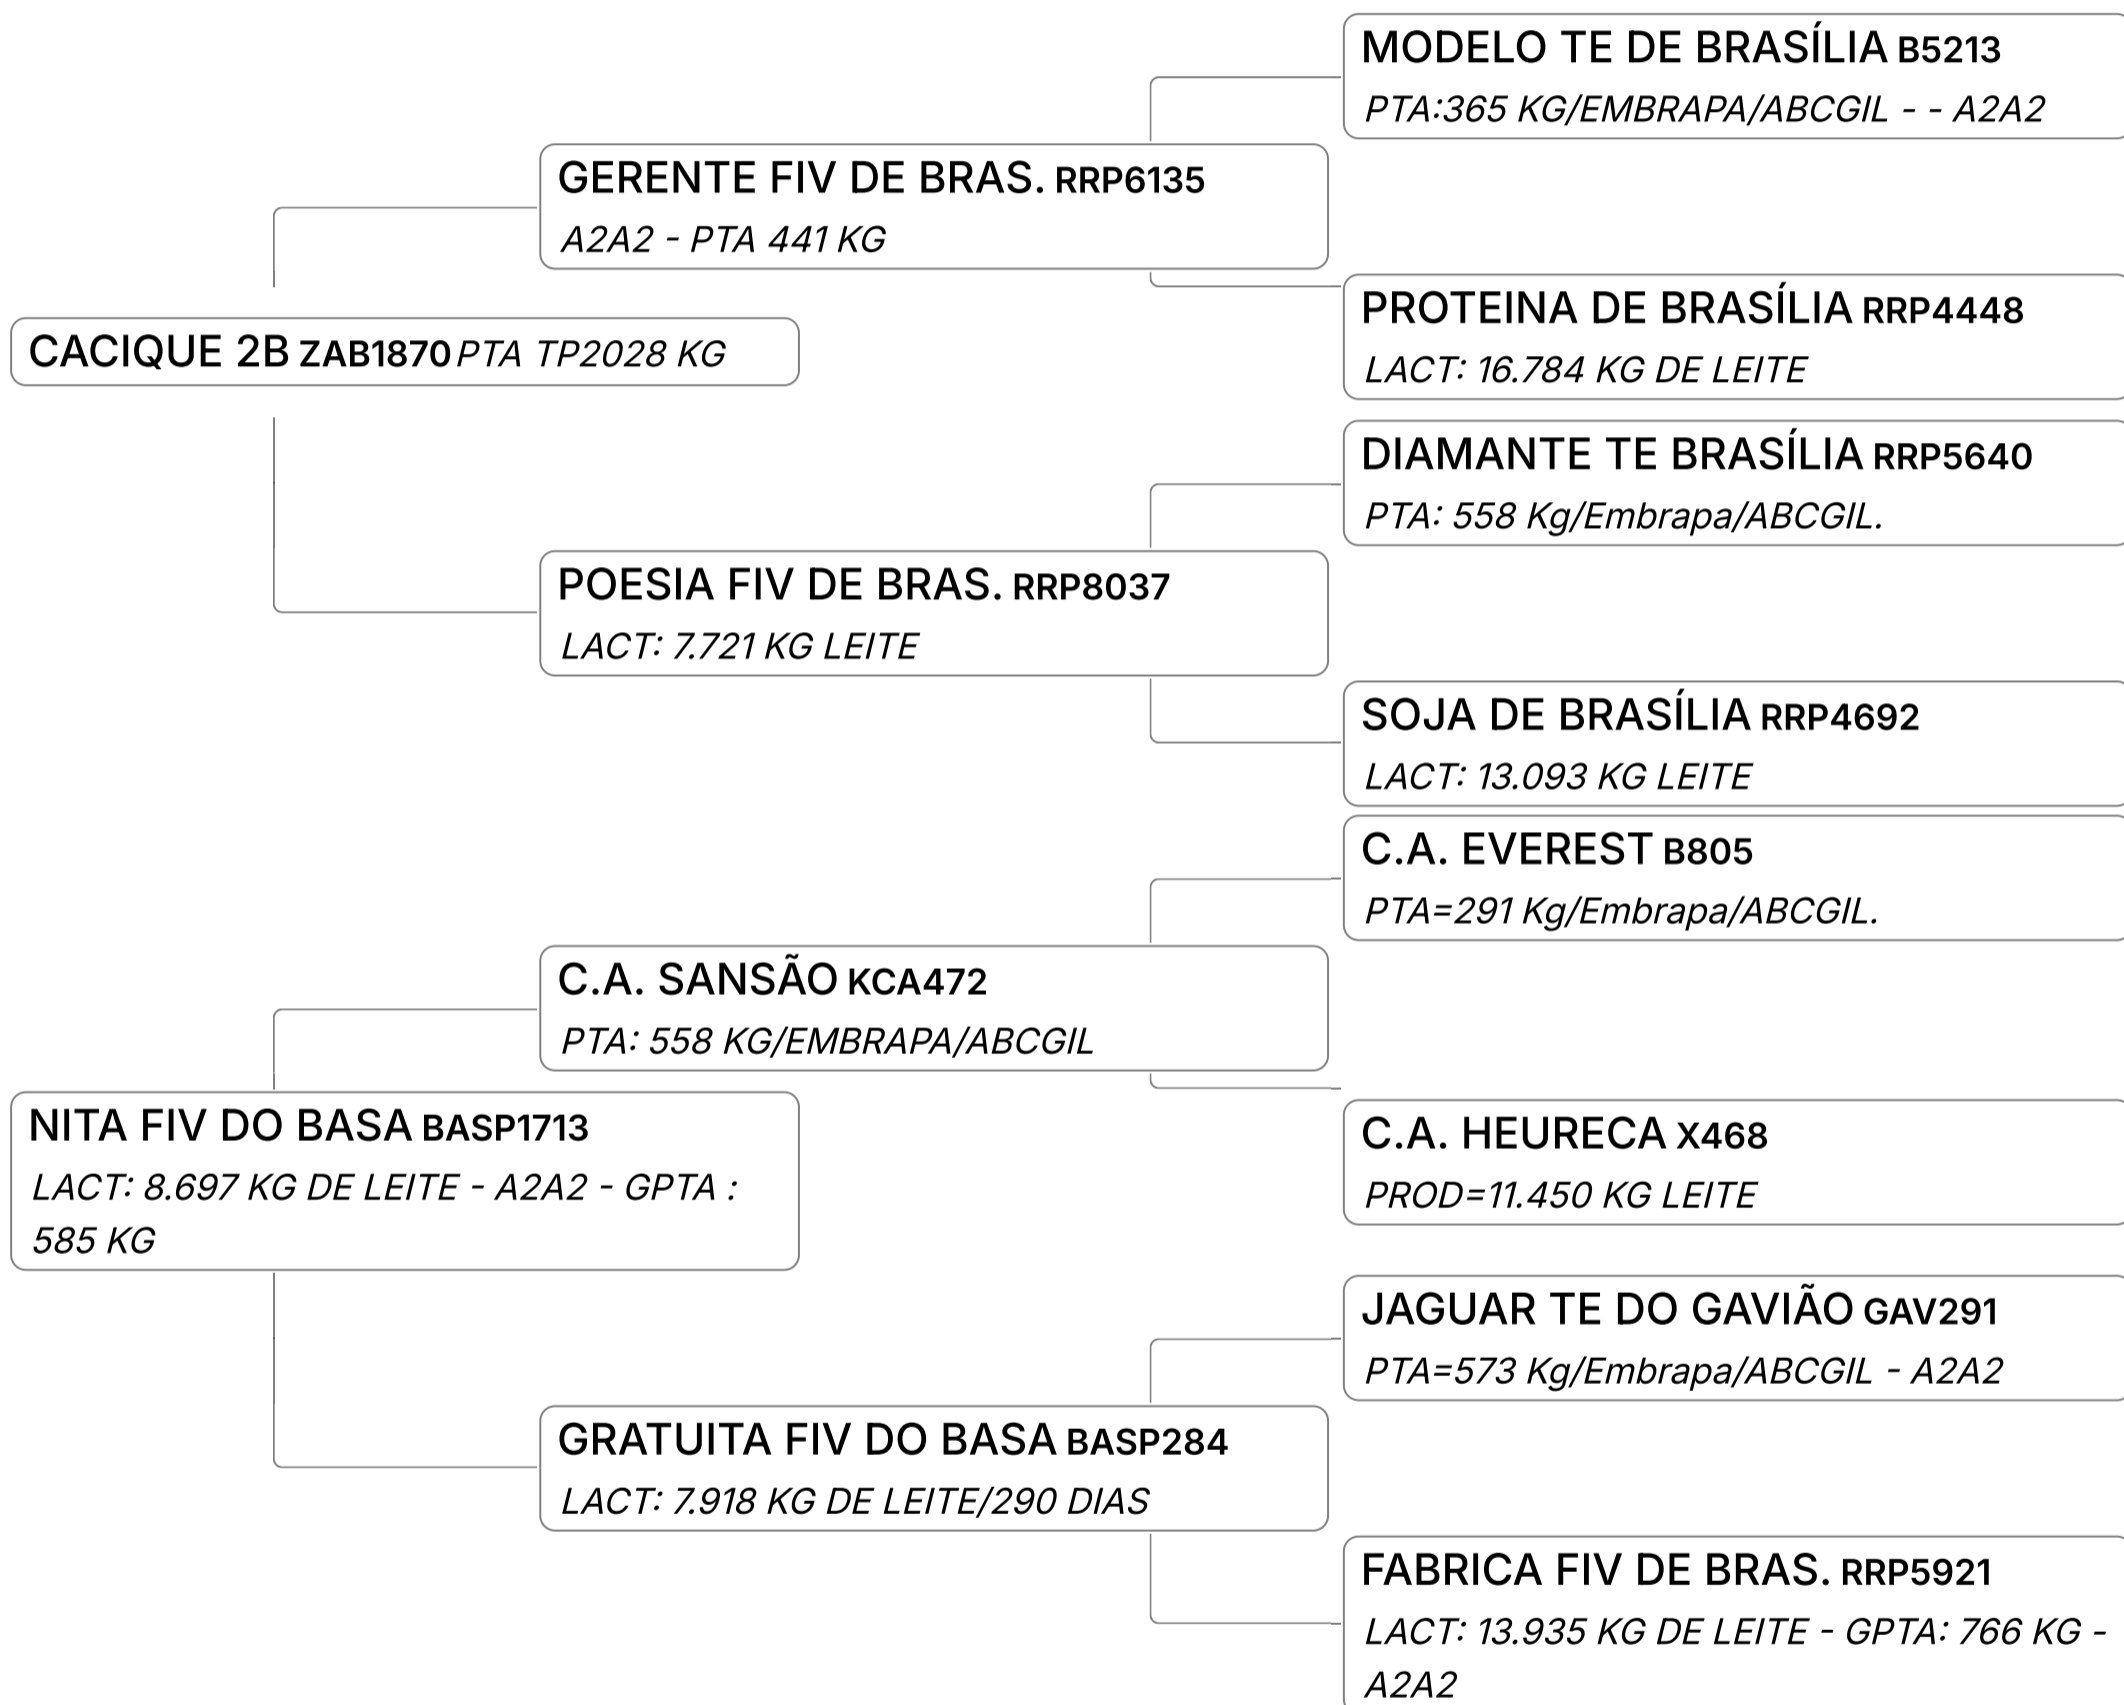 MODELO TE DE BRASÍLIA B5213
PTA:365 KG/EMBRAPA/ABCGIL - - A2A2
GERENTE FIV DE BRAS. RRP6135
A2A2 - PTA 441 KG
PROTEINA DE BRASÍLIA RRP4448
LACT: 16.784 KG DE LEITE
CACIQUE 2B ZAB1870 PTA TP2028 KG
DIAMANTE TE BRASÍLIA RRP5640
PTA: 558 Kg/Embrapa/ABCGIL.
POESIA FIV DE BRAS. RRP8037
LACT: 7.721 KG LEITE
SOJA DE BRASÍLIA RRP4692
LACT: 13.093 KG LEITE
C.A. EVEREST B805
PTA=291 Kg/Embrapa/ABCGIL.
C.A. SANSÃO KCA472
PTA: 558 KG/EMBRAPA/ABCGIL
NITA FIV DO BASA BASP1713
LACT: 8.697 KG DE LEITE - A2A2 - GPTA :
585 KG
C.A. HEURECA X468
PROD=11.450 KG LEITE
JAGUAR TE DO GAVIÃO GAV291
PTA=573 Kg/Embrapa/ABCGIL - A2A2
GRATUITA FIV DO BASA BASP284
LACT: 7.918 KG DE LEITE/290 DIAS
FABRICA FIV DE BRAS. RRP5921
LACT: 13.935 KG DE LEITE - GPTA: 766 KG -
A2A2